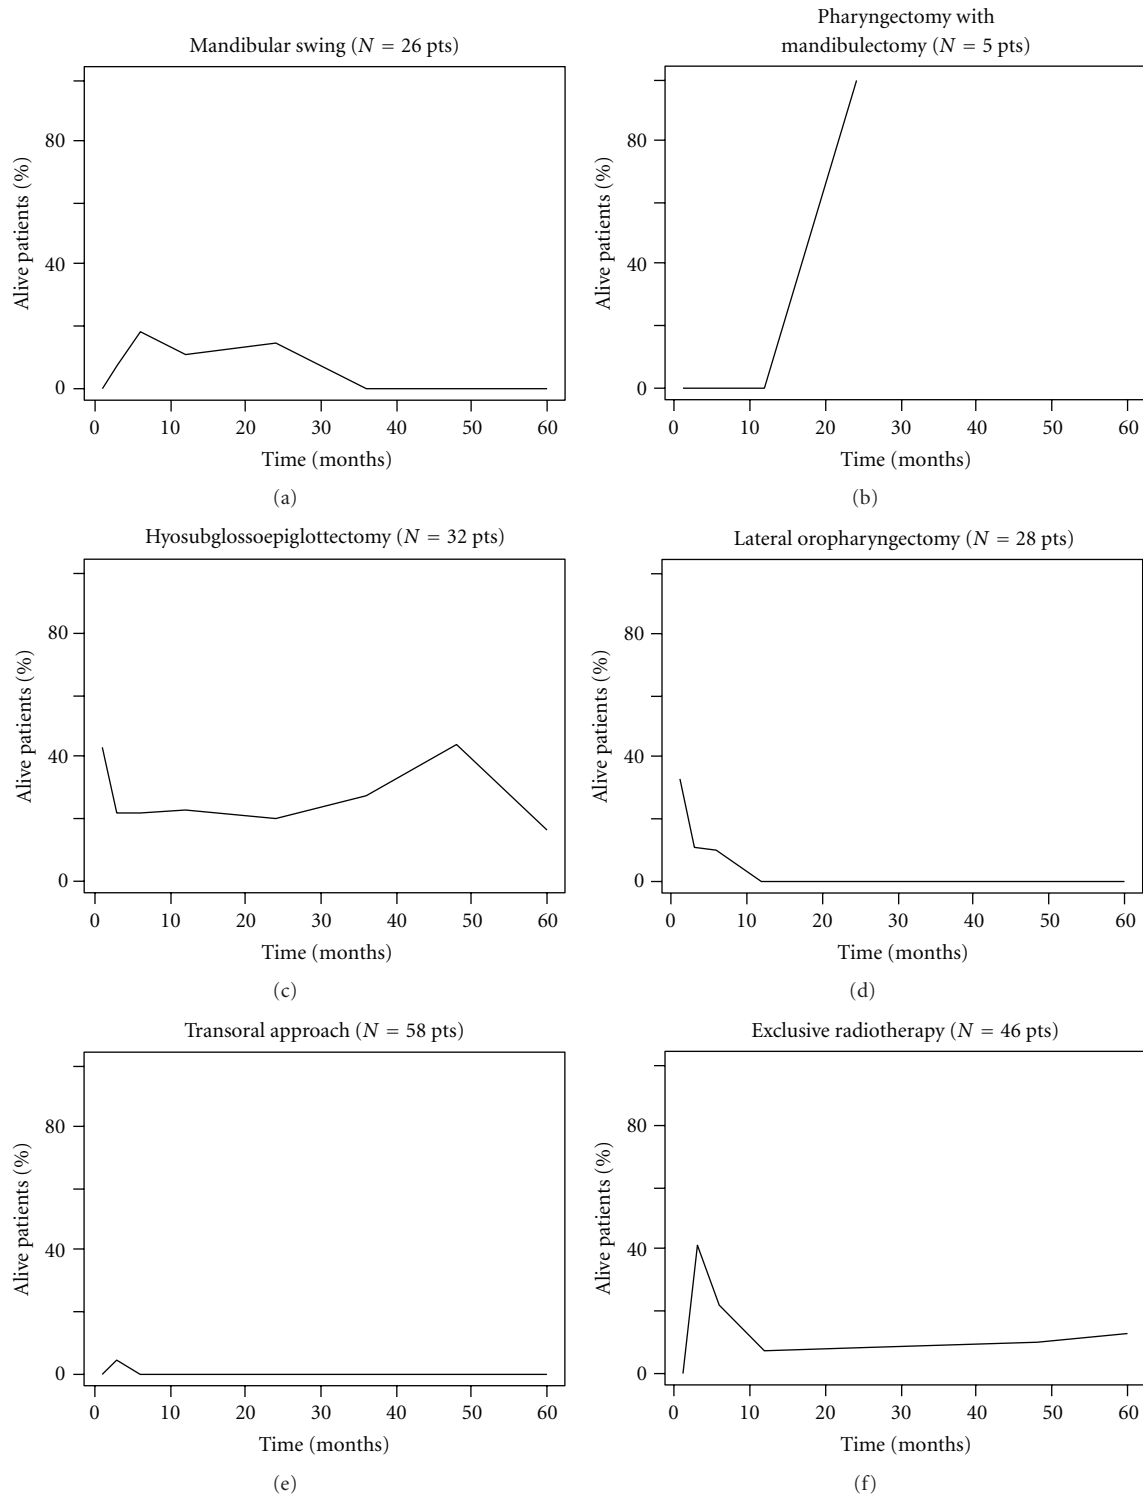 Mandibular swing (N = 26 pts)
80
40
0
Alive patients (%)
0 10 20 30 40 50 60
Time (months)
(a)
Pharyngectomy with
mandibulectomy (N = 5 pts)
80
40
0
Alive patients (%)
0 10 20 30 40 50 60
Time (months)
(b)
Hyosubglossoepiglottectomy (N = 32 pts)
80
40
0
Alive patients (%)
0 10 20 30 40 50 60
Time (months)
(c)
Lateral oropharyngectomy (N = 28 pts)
80
40
0
Alive patients (%)
0 10 20 30 40 50 60
Time (months)
(d)
Transoral approach (N = 58 pts)
80
40
0
Alive patients (%)
0 10 20 30 40 50 60
Time (months)
(e)
Exclusive radiotherapy (N = 46 pts)
80
40
0
Alive patients (%)
0 10 20 30 40 50 60
Time (months)
(f)